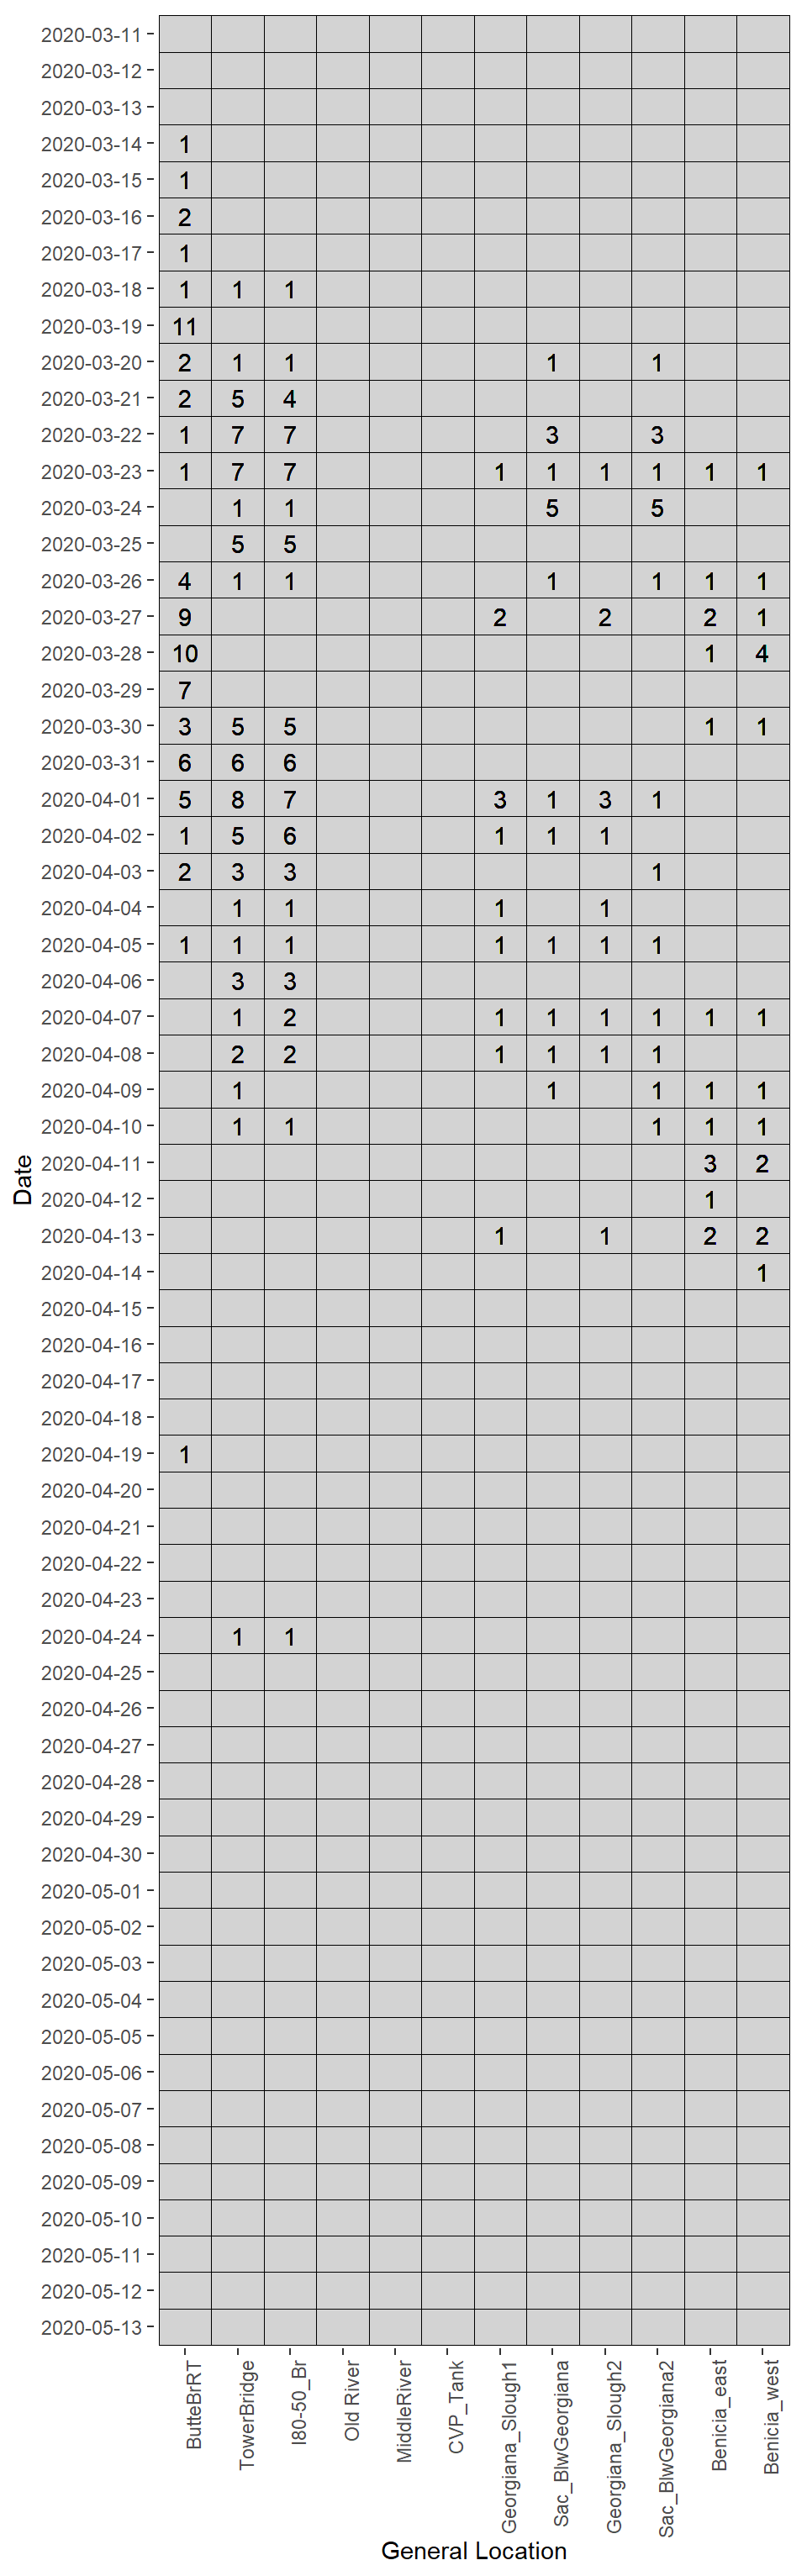 2020-03-11
2020-03-12
2020-03-13
2020-03-14 1
2020-03-15 1
2020-03-16 2
2020-03-17 1
2020-03-18 1 1 1
2020-03-19 11
2020-03-20 2 1 1 1 1
2020-03-21 2 5 4
2020-03-22 1 7 7 3 3
2020-03-23 1 7 7 1 1 1 1 1 1
2020-03-24 1 1 5 5
2020-03-25 5 5
2020-03-26 4 1 1 1 1 1 1
2020-03-27 9 2 2 2 1
2020-03-28 10 1 4
2020-03-29 7
2020-03-30 3 5 5 1 1
2020-03-31 6 6 6
2020-04-01 5 8 7 3 1 3 1
2020-04-02 1 5 6 1 1 1
2020-04-03 2 3 3 1
2020-04-04 1 1 1 1
2020-04-05 1 1 1 1 1 1 1
2020-04-06 3 3
2020-04-07 1 2 1 1 1 1 1 1
2020-04-08 2 2 1 1 1 1
2020-04-09 1 1 1 1 1
2020-04-10 1 1 1 1 1
2020-04-11 3 2
2020-04-12 1
2020-04-13 1 1 2 2
2020-04-14 1
2020-04-15
2020-04-16
2020-04-17
2020-04-18
2020-04-19 1
2020-04-20
2020-04-21
2020-04-22
2020-04-23
2020-04-24 1 1
2020-04-25
2020-04-26
2020-04-27
2020-04-28
2020-04-29
2020-04-30
2020-05-01
2020-05-02
2020-05-03
2020-05-04
2020-05-05
2020-05-06
2020-05-07
2020-05-08
2020-05-09
2020-05-10
2020-05-11
2020-05-12
2020-05-13
Date
ButteBrRT
TowerBridge
I80-50_Br
Old River
MiddleRiver
CVP_Tank
Georgiana_Slough1
Sac_BlwGeorgiana
Georgiana_Slough2
Sac_BlwGeorgiana2
Benicia_east
Benicia_west
General Location